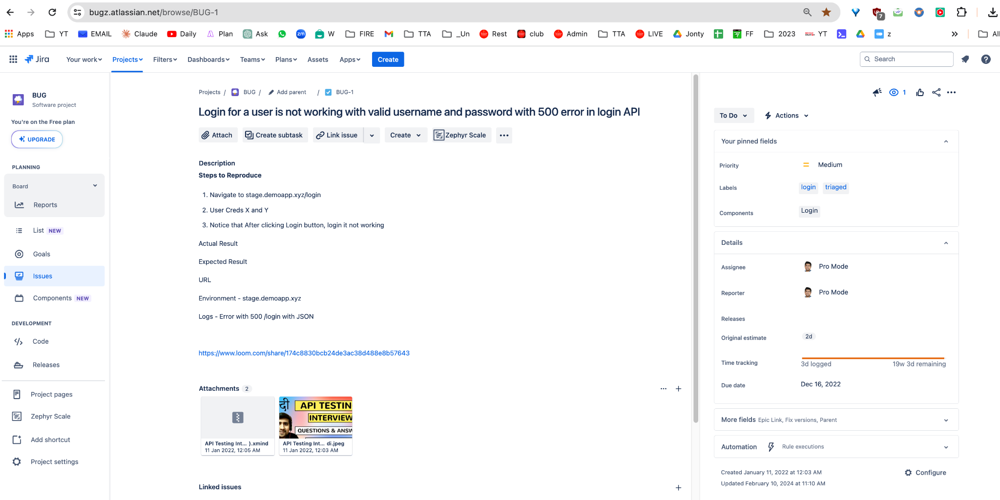 bugz.atlassian.net/browse/BUG-1
7
Apps YT EMAIL Claude Daily Plan Ask zm W FIRE TTA _Un Rest club Admin TTA LIVE Jonty FF 2023 YT z » All
Jira Your work Projects Filters Dashboards Teams Plans Assets Apps Create Search
BUG
Software project
You're on the Free plan
UPGRADE
PLANNING
Board
Reports
List NEW
Goals
Issues
Components NEW
DEVELOPMENT
Code
Releases
Project pages
Zephyr Scale
Add shortcut
Project settings
Projects / BUG / Add parent / BUG-1
Login for a user is not working with valid username and password with 500 error in login API
Attach Create subtask Link issue Create Zephyr Scale
Description
Steps to Reproduce
1. Navigate to stage.demoapp.xyz/login
2. User Creds X and Y
3. Notice that After clicking Login button, login it not working
Actual Result
Expected Result
URL
Environment - stage.demoapp.xyz
Logs - Error with 500 /login with JSON
https://www.loom.com/share/174c8830bcb24de3ac38d488e8b57643
Attachments 2
दी API TESTIN
INTERVIEW
QUESTIONS & ANSW
API Testing Int... ).xmind
11 Jan 2022, 12:05 AM
API Testing Int... di.jpeg
11 Jan 2022, 12:03 AM
Linked issues
1
To Do Actions
Your pinned fields
Priority Medium
Labels login triaged
Components Login
Details
Assignee Pro Mode
Reporter Pro Mode
Releases
Original estimate 2d
Time tracking 3d logged 19w 3d remaining
Due date Dec 16, 2022
More fields Epic Link, Fix versions, Parent
Automation Rule executions
Created January 11, 2022 at 12:03 AM
Updated February 10, 2024 at 11:10 AM
Configure